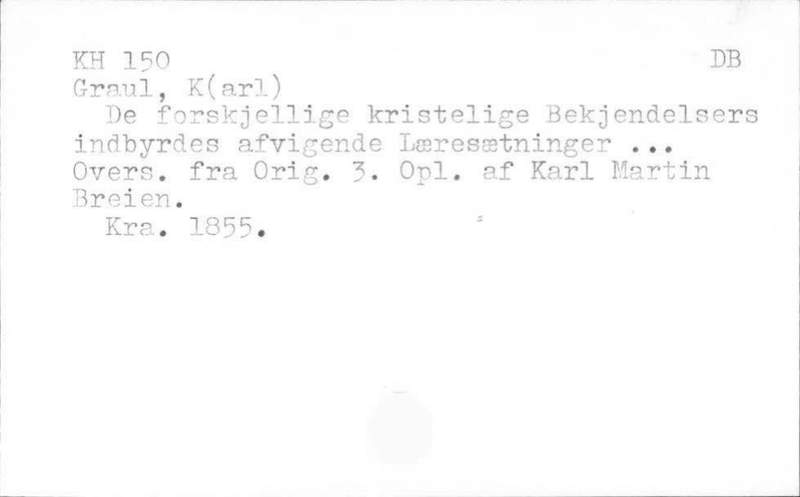 KH 150 DB
Graul, K(arl)
De forskjellige kristelige Bekjendelsers
indbyrdes afvigende Læresætninger ...
Overs. fra Orig. 3. Opl. af Karl Martin
Breien.
Kra. 1855.